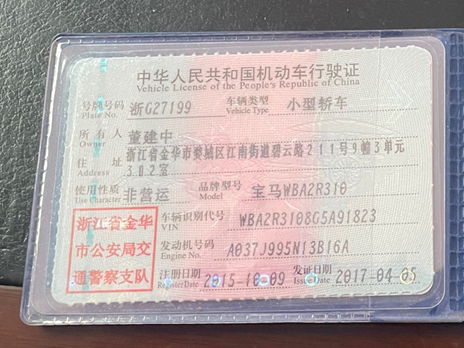 中华人民共和国机动车行驶证
Vehicle License of the People's Republic of China
号牌号码 浙G27199 车辆类型 小型轿车
Plate No. Vehicle Type
所有人 董建中
Owner
住址 浙江省金华市婺城区江南街道碧云路211号9幢3单元
Address 302室
使用性质 非营运 品牌型号 宝马WBA2R310
Use Character Model
浙江省金华
市公安局交
通警察支队
车辆识别代号 WBA2R3108G5A91823
VIN
发动机号码 A037J995N13B16A
Engine No.
注册日期 2015-10-09 发证日期 2017-04-05
Register Date Issue Date